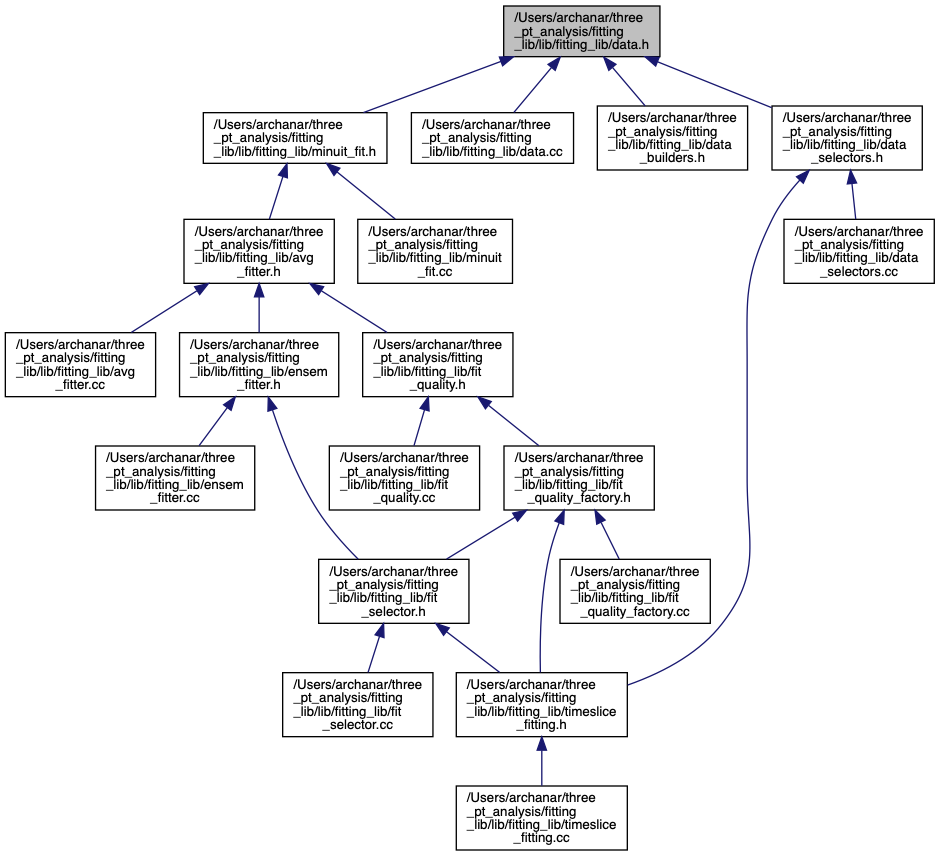 /Users/archanar/three
_pt_analysis/fitting
_lib/lib/fitting_lib/data.h
/Users/archanar/three
_pt_analysis/fitting
_lib/lib/fitting_lib/minuit_fit.h
/Users/archanar/three
_pt_analysis/fitting
_lib/lib/fitting_lib/data.cc
/Users/archanar/three
_pt_analysis/fitting
_lib/lib/fitting_lib/data
_builders.h
/Users/archanar/three
_pt_analysis/fitting
_lib/lib/fitting_lib/data
_selectors.h
/Users/archanar/three
_pt_analysis/fitting
_lib/lib/fitting_lib/avg
_fitter.h
/Users/archanar/three
_pt_analysis/fitting
_lib/lib/fitting_lib/minuit
_fit.cc
/Users/archanar/three
_pt_analysis/fitting
_lib/lib/fitting_lib/data
_selectors.cc
/Users/archanar/three
_pt_analysis/fitting
_lib/lib/fitting_lib/avg
_fitter.cc
/Users/archanar/three
_pt_analysis/fitting
_lib/lib/fitting_lib/ensem
_fitter.h
/Users/archanar/three
_pt_analysis/fitting
_lib/lib/fitting_lib/fit
_quality.h
/Users/archanar/three
_pt_analysis/fitting
_lib/lib/fitting_lib/ensem
_fitter.cc
/Users/archanar/three
_pt_analysis/fitting
_lib/lib/fitting_lib/fit
_quality.cc
/Users/archanar/three
_pt_analysis/fitting
_lib/lib/fitting_lib/fit
_quality_factory.h
/Users/archanar/three
_pt_analysis/fitting
_lib/lib/fitting_lib/fit
_selector.h
/Users/archanar/three
_pt_analysis/fitting
_lib/lib/fitting_lib/fit
_quality_factory.cc
/Users/archanar/three
_pt_analysis/fitting
_lib/lib/fitting_lib/fit
_selector.cc
/Users/archanar/three
_pt_analysis/fitting
_lib/lib/fitting_lib/timeslice
_fitting.h
/Users/archanar/three
_pt_analysis/fitting
_lib/lib/fitting_lib/timeslice
_fitting.cc